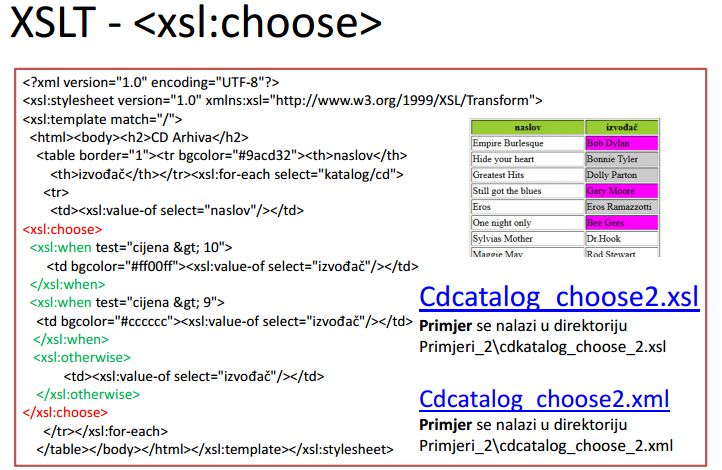 XSLT - <xsl:choose>
<?xml version="1.0" encoding="UTF-8"?>
<xsl:stylesheet version="1.0" xmlns:xsl="http://www.w3.org/1999/XSL/Transform">
<xsl:template match="/">
<html><body><h2>CD Arhiva</h2>
<table border="1"><tr bgcolor="#9acd32"><th>naslov</th>
<th>izvođač</th></tr><xsl:for-each select="katalog/cd">
<tr>
<td><xsl:value-of select="naslov"/></td>
<xsl:choose>
<xsl:when test="cijena &gt; 10">
<td bgcolor="#ff00ff"><xsl:value-of select="izvođač"/></td>
</xsl:when>
<xsl:when test="cijena &gt; 9">
<td bgcolor="#cccccc"><xsl:value-of select="izvođač"/></td>
</xsl:when>
<xsl:otherwise>
<td><xsl:value-of select="izvođač"/></td>
</xsl:otherwise>
</xsl:choose>
</tr></xsl:for-each>
</table></body></html></xsl:template></xsl:stylesheet>
naslov izvođač
Empire Burlesque Bob Dylan
Hide your heart Bonnie Tyler
Greatest Hits Dolly Parton
Still got the blues Gary Moore
Eros Eros Ramazzotti
One night only Bee Gees
Sylvias Mother Dr.Hook
Maggie May Rod Stewart
Cdcatalog_choose2.xsl
Primjer se nalazi u direktoriju
Primjeri_2\cdkatalog_choose_2.xsl
Cdcatalog_choose2.xml
Primjer se nalazi u direktoriju
Primjeri_2\cdcatalog_choose_2.xml